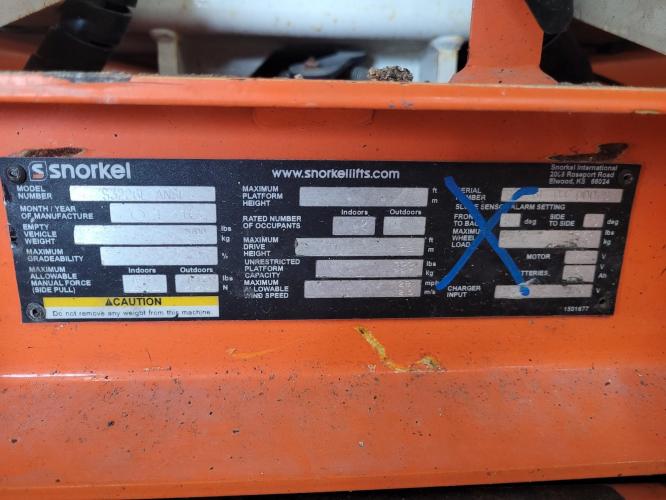 snorkel
www.snorkellifts.com
Snorkel International
2009 Roseport Road
Elwood, KS 66024
MODEL
NUMBER
MONTH / YEAR
OF MANUFACTURE
EMPTY
VEHICLE
WEIGHT
lbs
kg
MAXIMUM
GRADEABILITY
%
MAXIMUM
ALLOWABLE
MANUAL FORCE
(SIDE PULL)
Indoors
Outdoors
lbs
N
CAUTION
Do not remove any weight from this machine.
MAXIMUM
PLATFORM
HEIGHT
ft
m
RATED NUMBER
OF OCCUPANTS
Indoors
Outdoors
MAXIMUM
DRIVE
HEIGHT
ft
m
UNRESTRICTED
PLATFORM
CAPACITY
lbs
kg
MAXIMUM
ALLOWABLE
WIND SPEED
mph
m/s
SERIAL
NUMBER
SLOPE SENSOR ALARM SETTING
FRONT
TO BACK
deg
SIDE
TO SIDE
deg
MAXIMUM
WHEEL
LOAD
lbs
kg
MOTOR
V
BATTERIES
V
Ah
CHARGER
INPUT
V
1501677